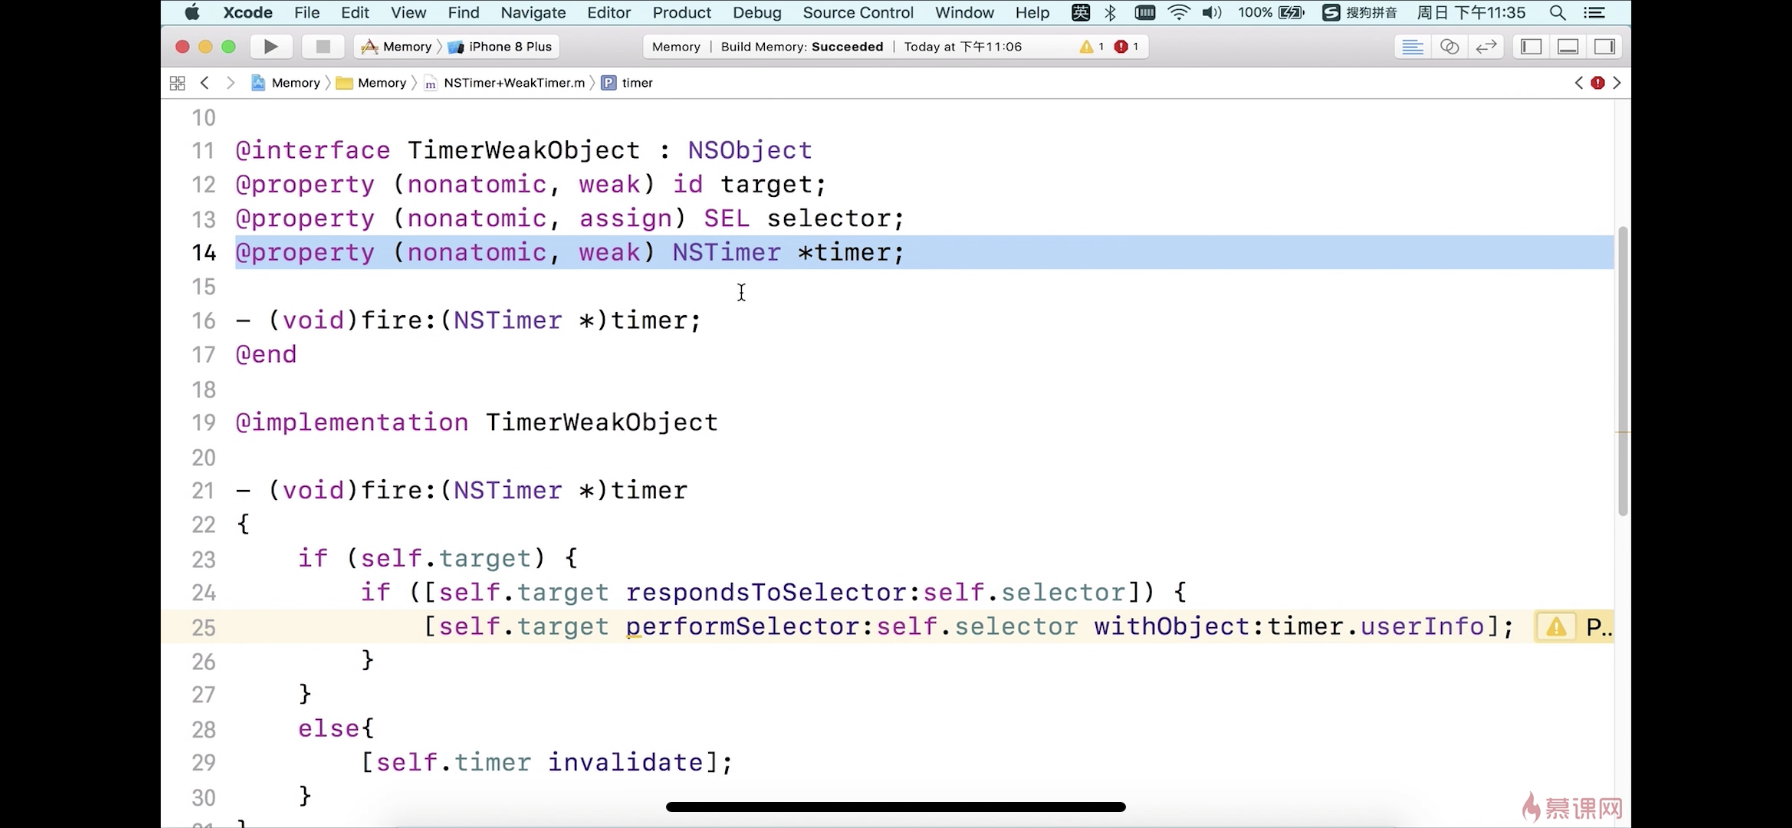 Xcode File Edit View Find Navigate Editor Product Debug Source Control Window Help 英 100% 搜狗拼音 周日 下午11:35
Memory iPhone 8 Plus Memory | Build Memory: Succeeded | Today at 下午11:06 1 1
Memory Memory m NSTimer+WeakTimer.m P timer
10
11 @interface TimerWeakObject : NSObject
12 @property (nonatomic, weak) id target;
13 @property (nonatomic, assign) SEL selector;
14 @property (nonatomic, weak) NSTimer *timer;
15
16 - (void)fire:(NSTimer *)timer;
17 @end
18
19 @implementation TimerWeakObject
20
21 - (void)fire:(NSTimer *)timer
22 {
23 if (self.target) {
24 if ([self.target respondsToSelector:self.selector]) {
25 [self.target performSelector:self.selector withObject:timer.userInfo]; P..
26 }
27 }
28 else{
29 [self.timer invalidate];
30 }
慕课网